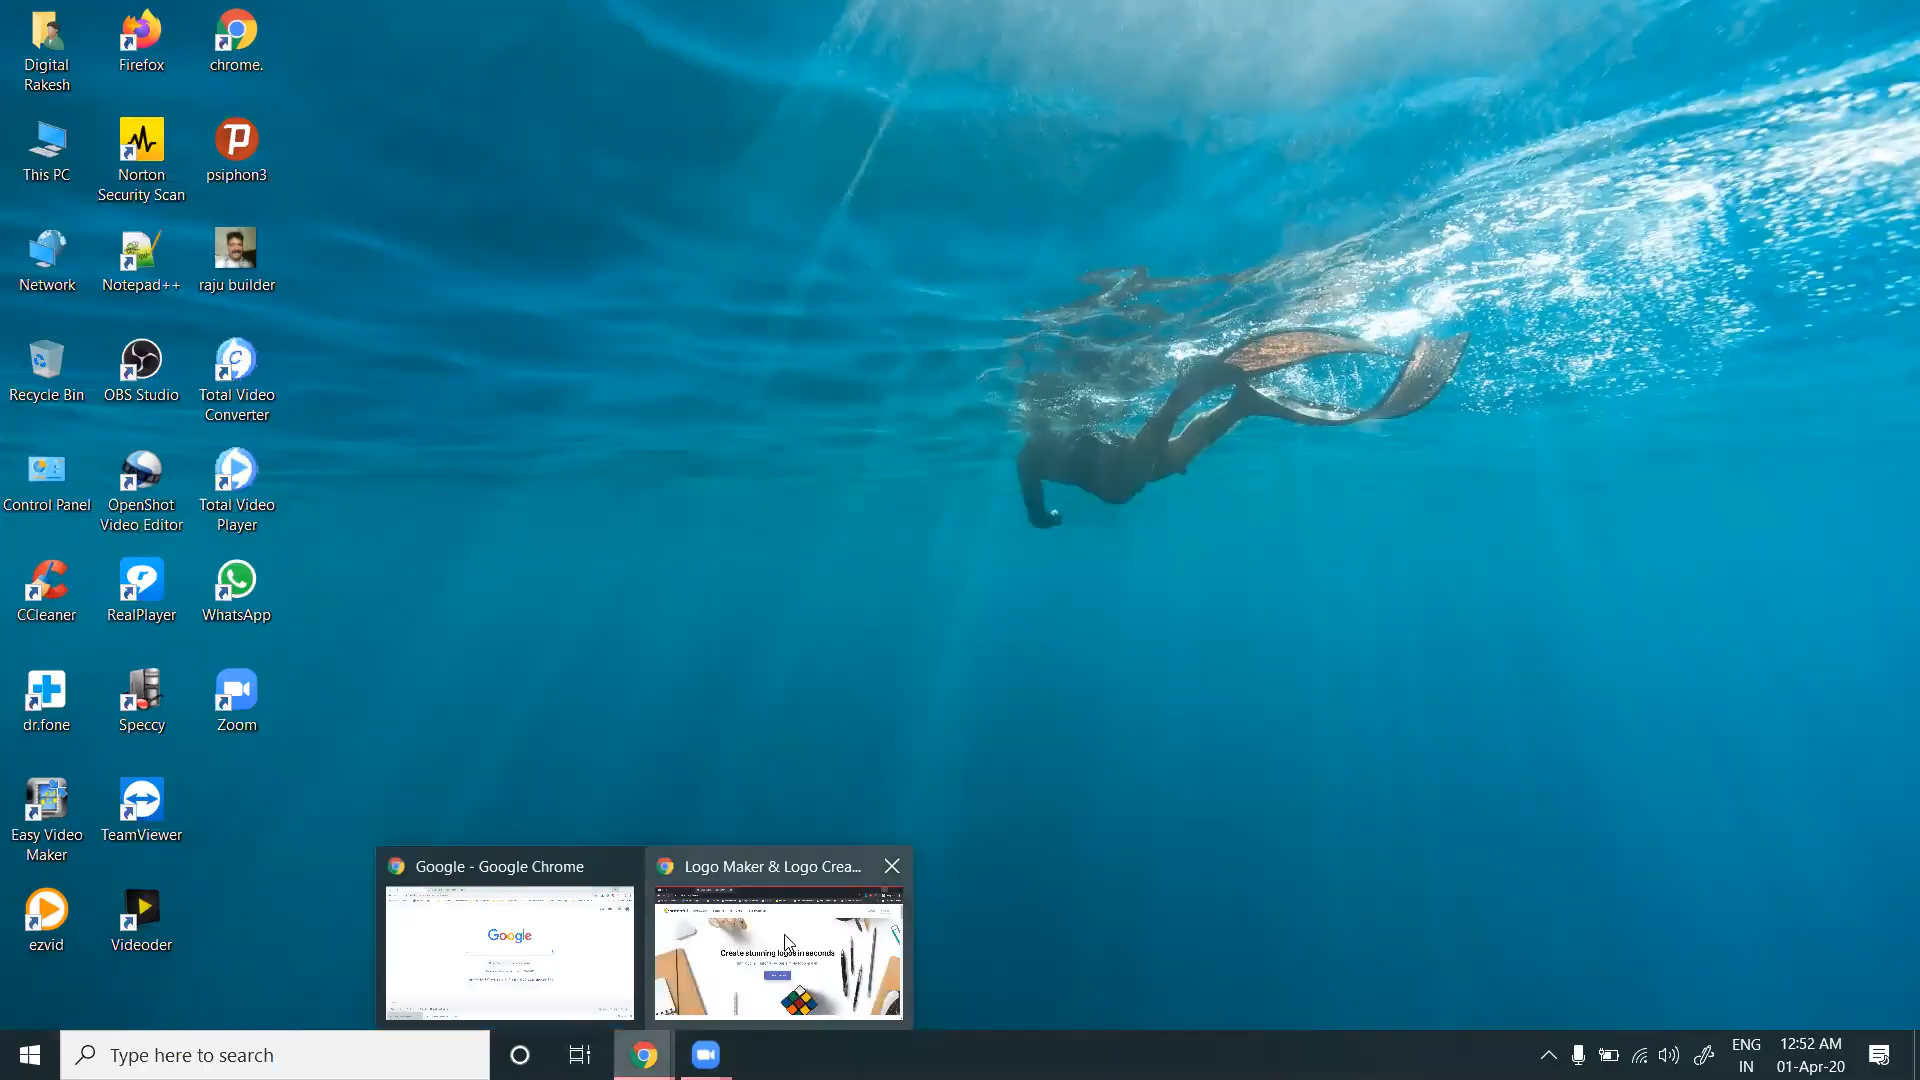 Digital
Rakesh
Firefox
chrome.
This PC
Norton
Security Scan
psiphon3
Network
Notepad++
raju builder
Recycle Bin
OBS Studio
Total Video
Converter
Control Panel
OpenShot
Video Editor
Total Video
Player
CCleaner
RealPlayer
WhatsApp
dr.fone
Speccy
Zoom
Easy Video
Maker
TeamViewer
ezvid
Videoder
Google - Google Chrome
Logo Maker & Logo Crea...
Google
Create stunning logos in seconds
Type here to search
ENG
IN
12:52 AM
01-Apr-20